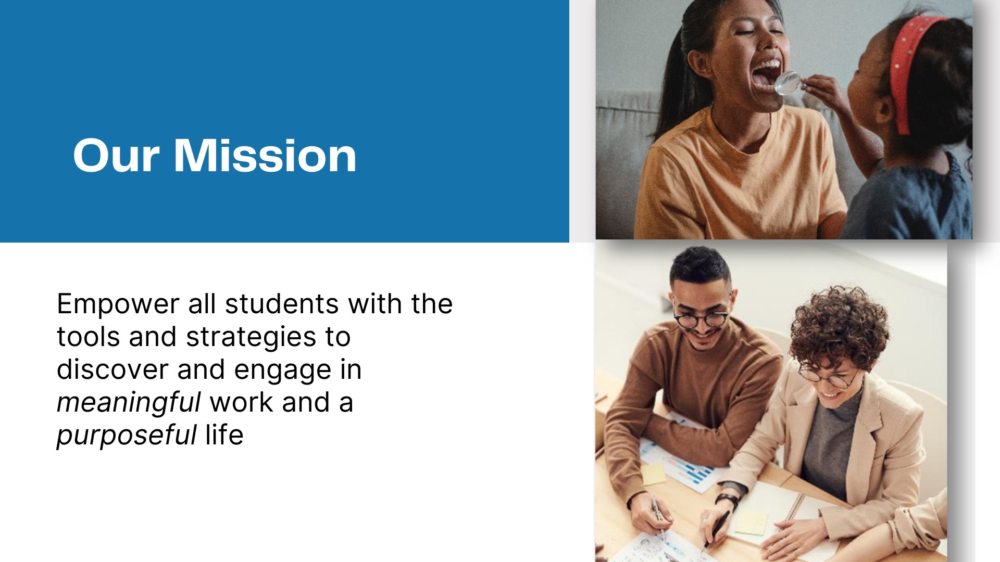 Our Mission
Empower all students with the
tools and strategies to
discover and engage in
meaningful work and a
purposeful life